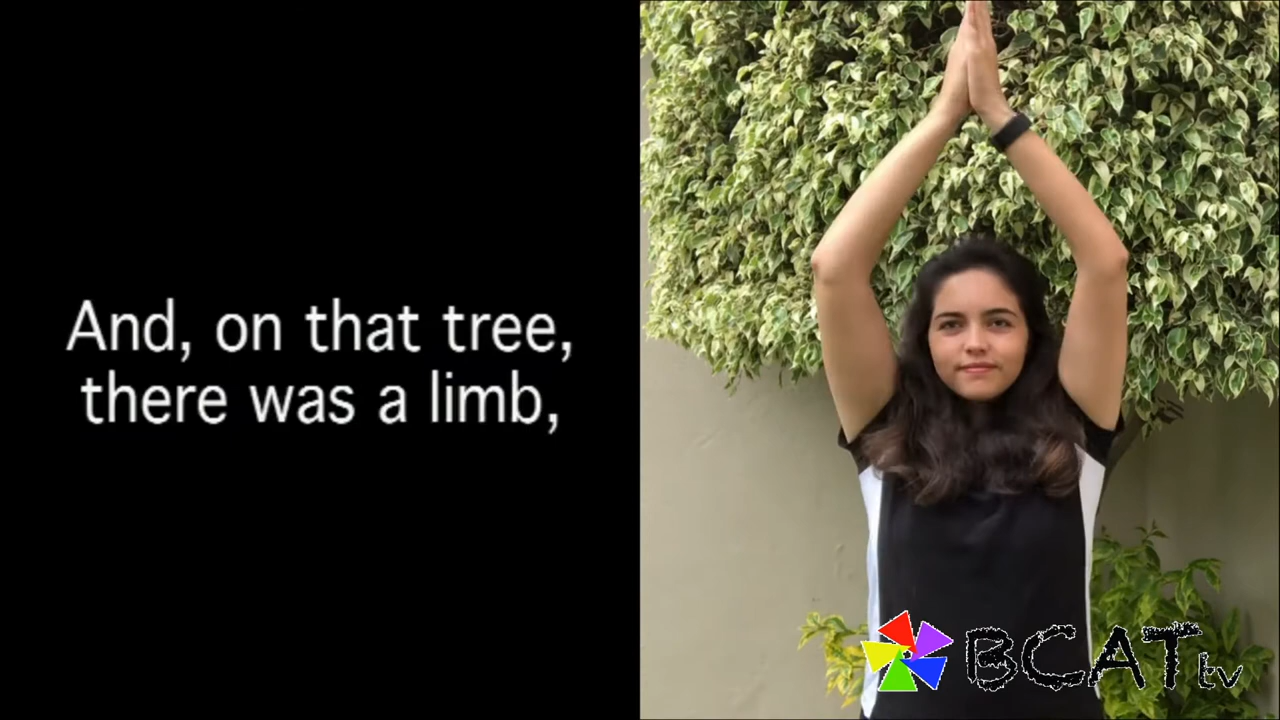 And, on that tree,
there was a limb,
BCAT tv